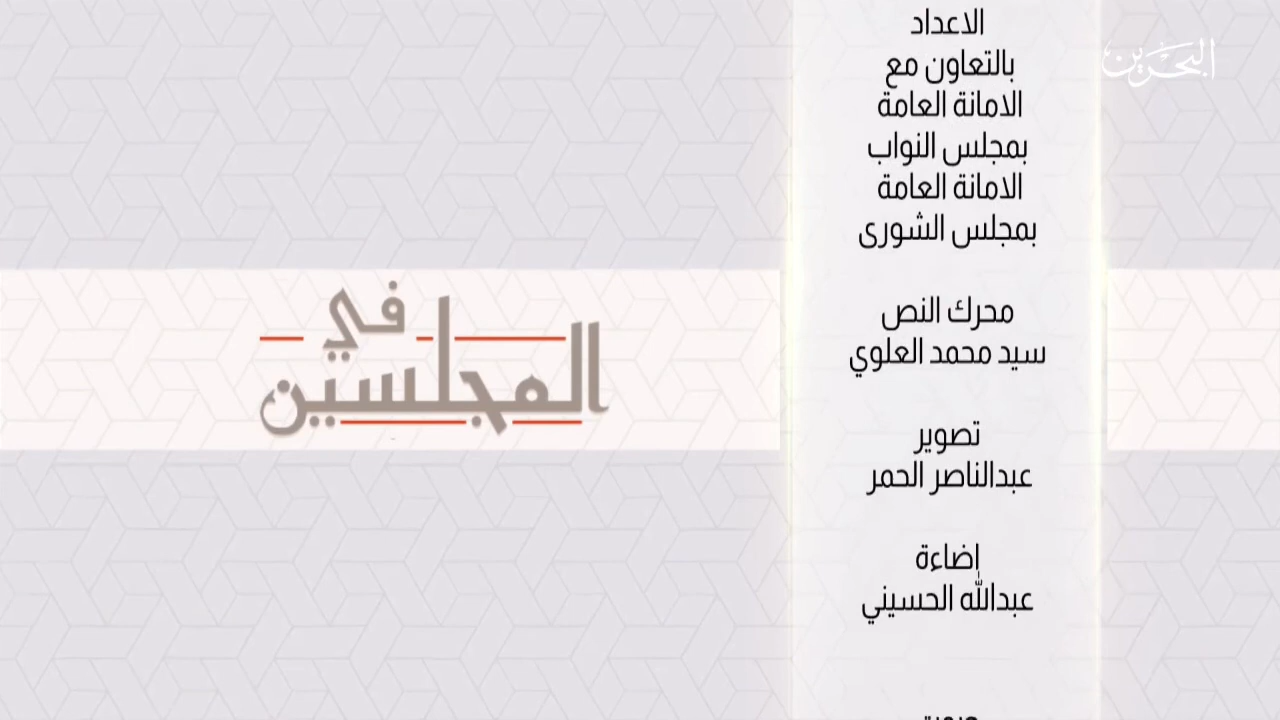 البحرين
الاعداد
بالتعاون مع
الامانة العامة
بمجلس النواب
الامانة العامة
بمجلس الشورى
محرك النص
سيد محمد العلوي
تصوير
عبدالناصر الحمر
إضاءة
عبدالله الحسيني
في
المجلسين